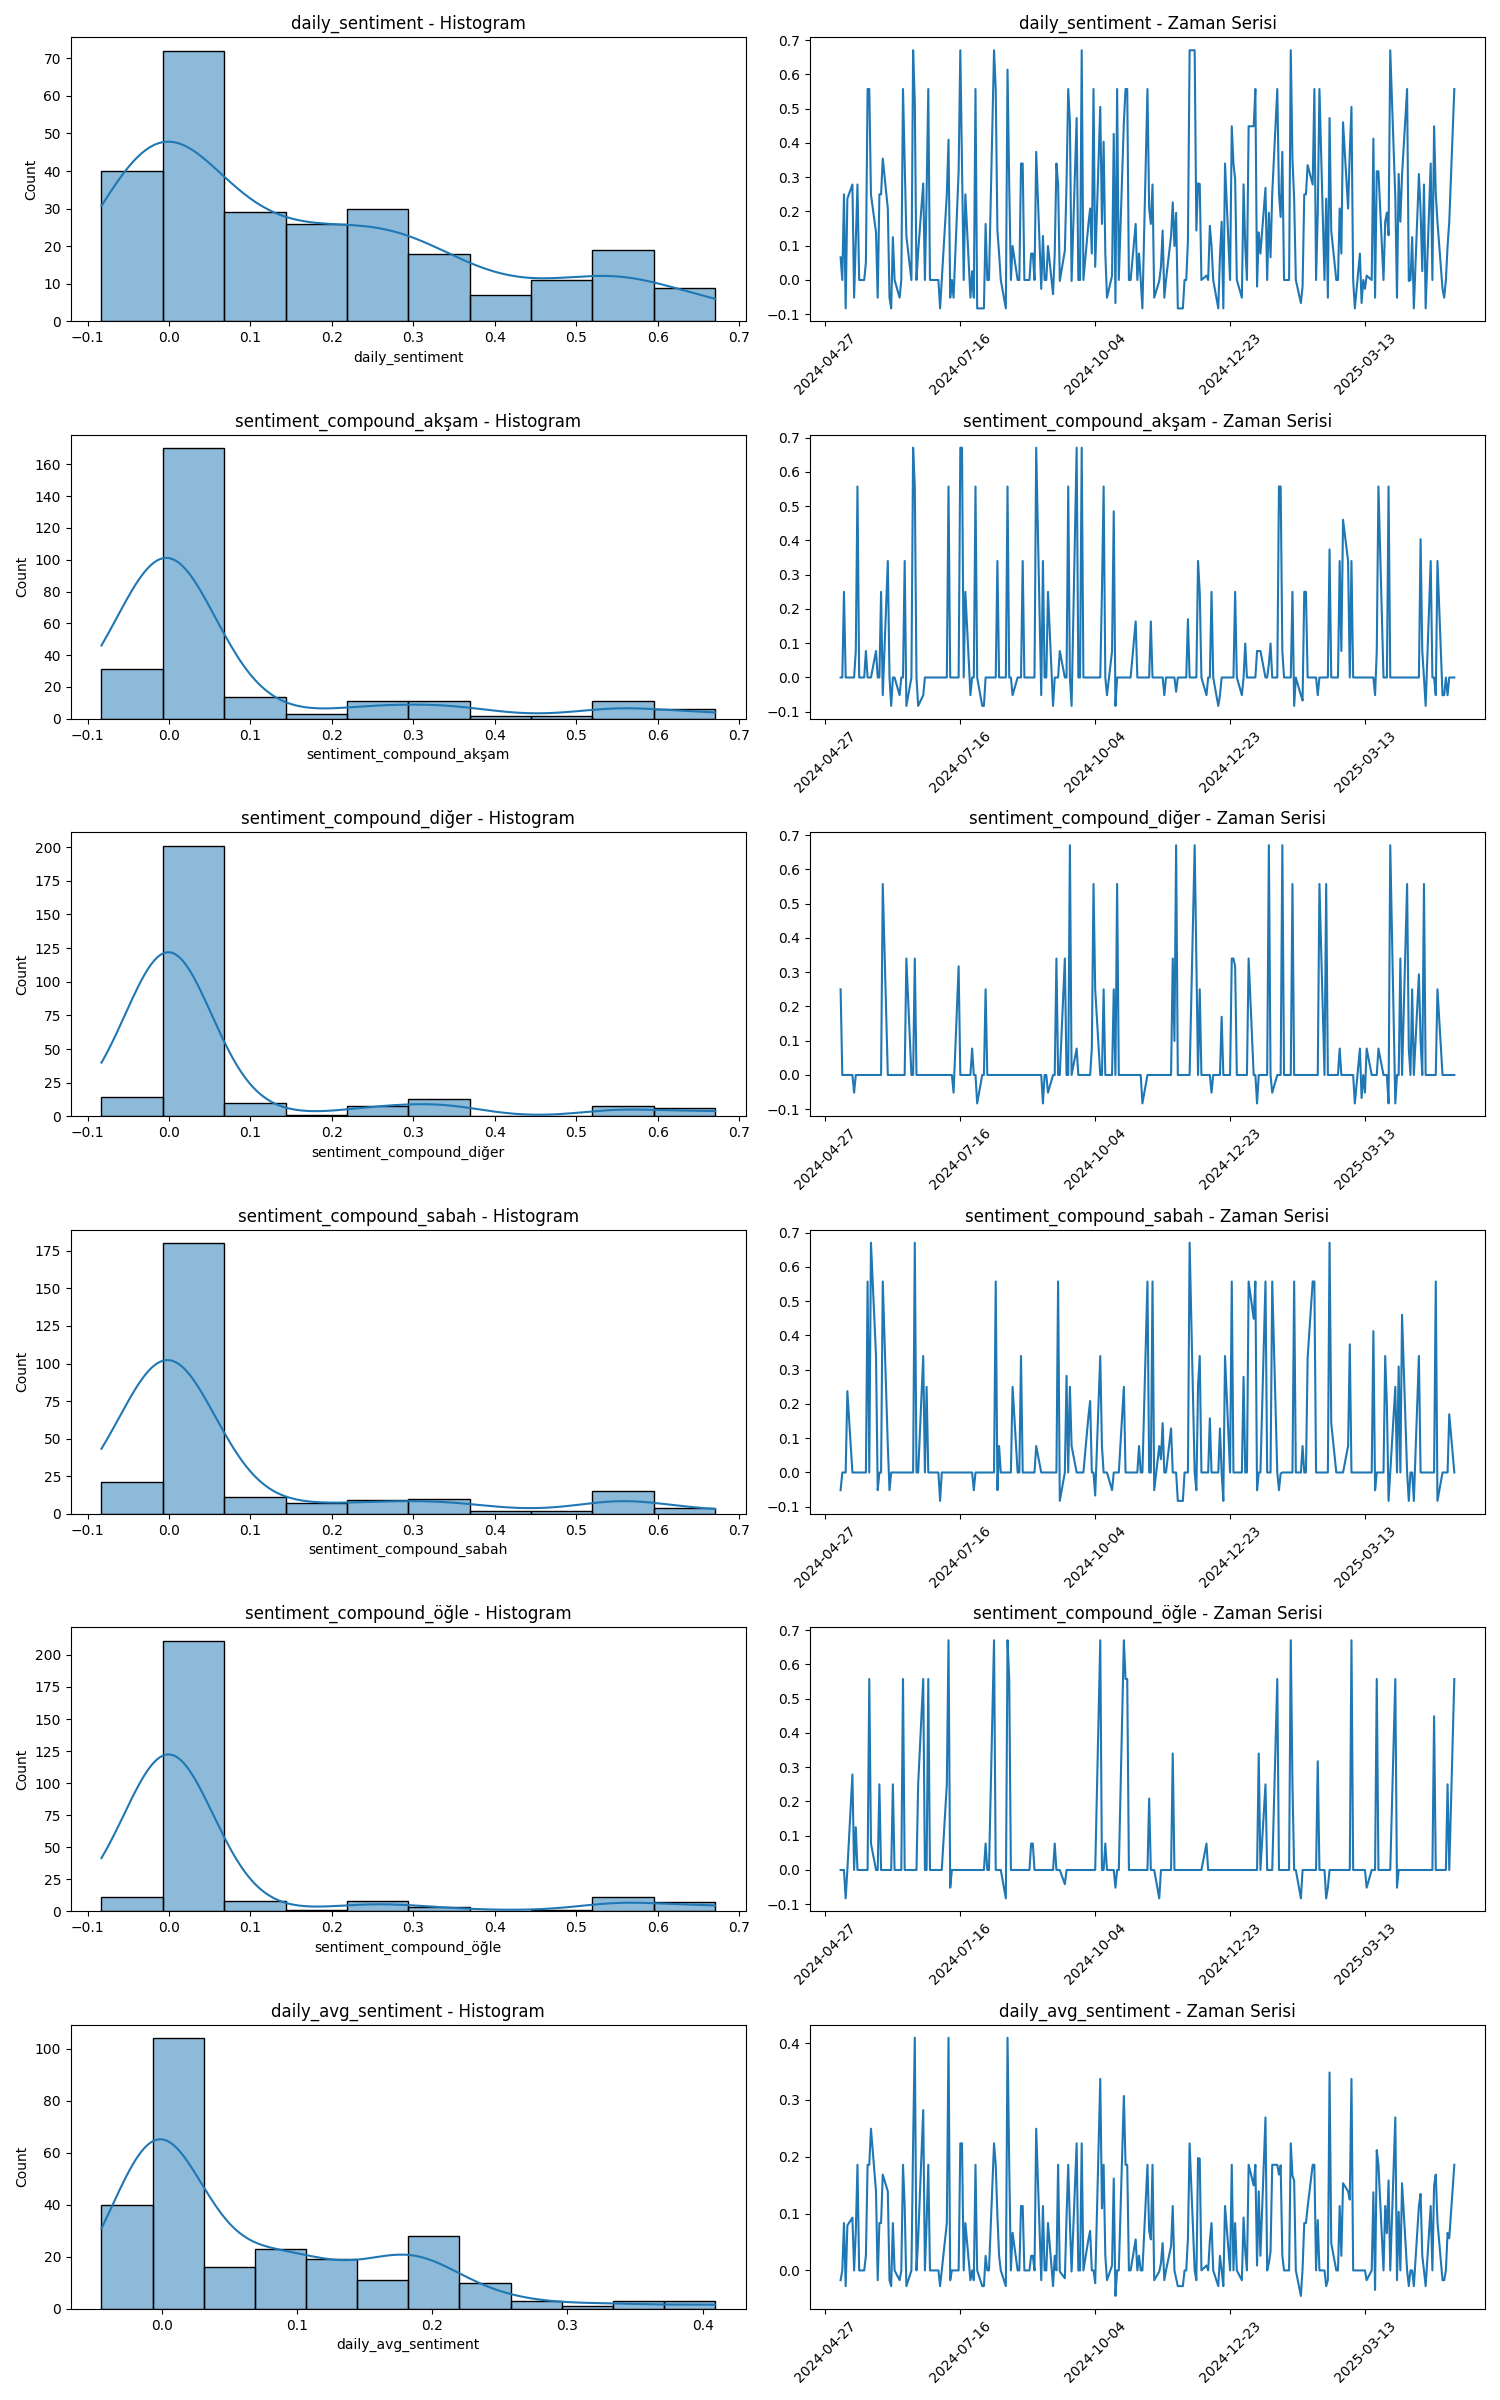 daily_sentiment - Histogram
70
60
50
40
30
20
10
0
Count
−0.1 0.0 0.1 0.2 0.3 0.4 0.5 0.6 0.7
daily_sentiment
daily_sentiment - Zaman Serisi
0.7
0.6
0.5
0.4
0.3
0.2
0.1
0.0
−0.1
2024-04-27 2024-07-16 2024-10-04 2024-12-23 2025-03-13
sentiment_compound_akşam - Histogram
160
140
120
100
80
60
40
20
0
Count
−0.1 0.0 0.1 0.2 0.3 0.4 0.5 0.6 0.7
sentiment_compound_akşam
sentiment_compound_akşam - Zaman Serisi
0.7
0.6
0.5
0.4
0.3
0.2
0.1
0.0
−0.1
2024-04-27 2024-07-16 2024-10-04 2024-12-23 2025-03-13
sentiment_compound_diğer - Histogram
200
175
150
125
100
75
50
25
0
Count
−0.1 0.0 0.1 0.2 0.3 0.4 0.5 0.6 0.7
sentiment_compound_diğer
sentiment_compound_diğer - Zaman Serisi
0.7
0.6
0.5
0.4
0.3
0.2
0.1
0.0
−0.1
2024-04-27 2024-07-16 2024-10-04 2024-12-23 2025-03-13
sentiment_compound_sabah - Histogram
175
150
125
100
75
50
25
0
Count
−0.1 0.0 0.1 0.2 0.3 0.4 0.5 0.6 0.7
sentiment_compound_sabah
sentiment_compound_sabah - Zaman Serisi
0.7
0.6
0.5
0.4
0.3
0.2
0.1
0.0
−0.1
2024-04-27 2024-07-16 2024-10-04 2024-12-23 2025-03-13
sentiment_compound_öğle - Histogram
200
175
150
125
100
75
50
25
0
Count
−0.1 0.0 0.1 0.2 0.3 0.4 0.5 0.6 0.7
sentiment_compound_öğle
sentiment_compound_öğle - Zaman Serisi
0.7
0.6
0.5
0.4
0.3
0.2
0.1
0.0
−0.1
2024-04-27 2024-07-16 2024-10-04 2024-12-23 2025-03-13
daily_avg_sentiment - Histogram
100
80
60
40
20
0
Count
0.0 0.1 0.2 0.3 0.4
daily_avg_sentiment
daily_avg_sentiment - Zaman Serisi
0.4
0.3
0.2
0.1
0.0
2024-04-27 2024-07-16 2024-10-04 2024-12-23 2025-03-13